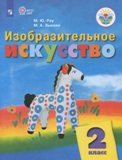 М. Ю. Рау
М. А. Зыкова
Изобразительное
ИСКУССТВО
2
класс